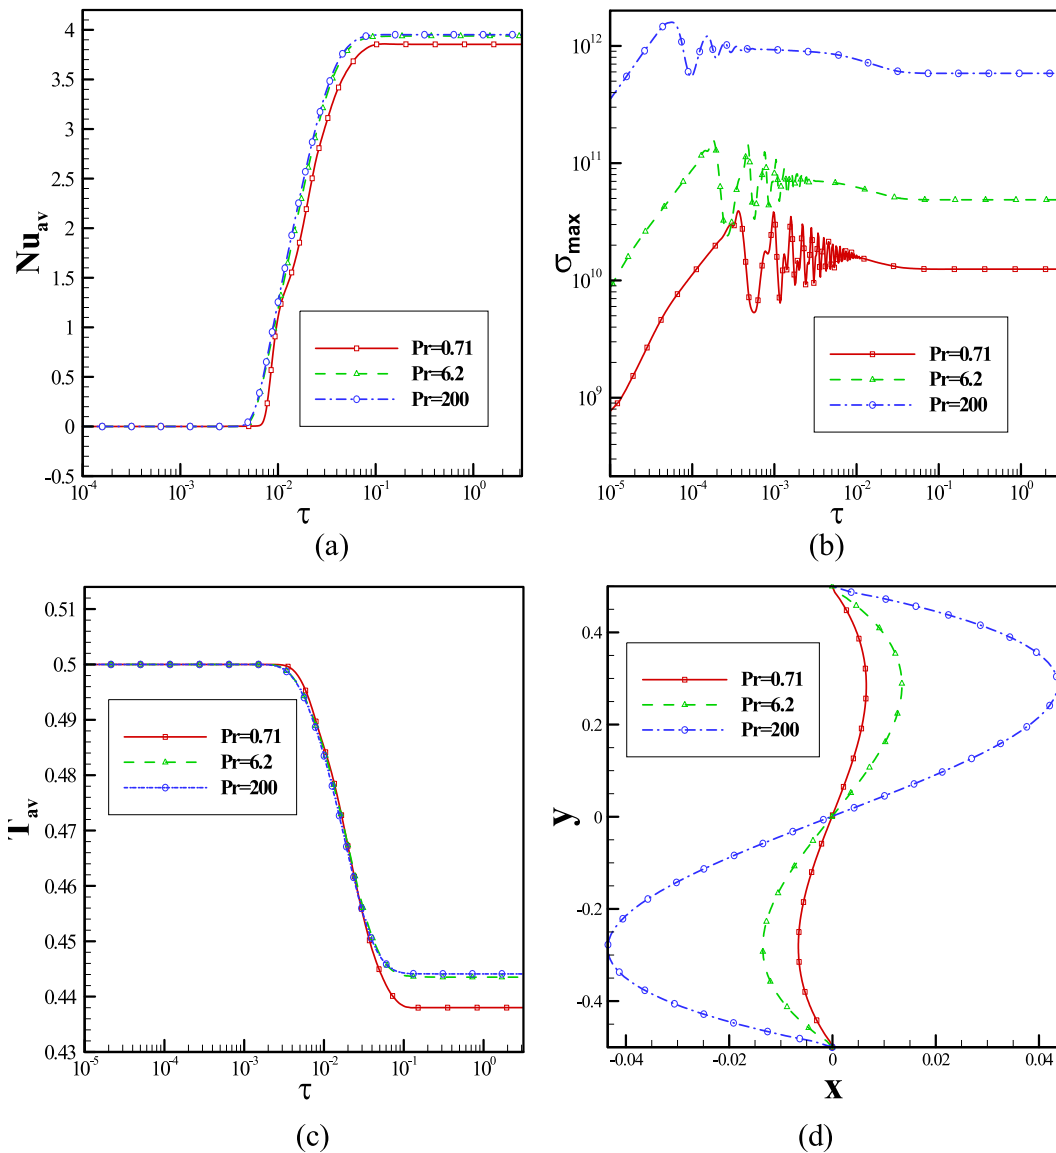 4
3.5
3
2.5
2
1.5
1
0.5
0
-0.5
Nu_av
10^-4
10^-3
10^-2
10^-1
10^0
τ
Pr=0.71
Pr=6.2
Pr=200
(a)
10^12
10^11
10^10
10^9
σ_max
10^-5
10^-4
10^-3
10^-2
10^-1
10^0
τ
Pr=0.71
Pr=6.2
Pr=200
(b)
0.51
0.5
0.49
0.48
0.47
0.46
0.45
0.44
0.43
T_av
10^-5
10^-4
10^-3
10^-2
10^-1
10^0
τ
Pr=0.71
Pr=6.2
Pr=200
(c)
0.4
0.2
0
-0.2
-0.4
y
-0.04
-0.02
0
0.02
0.04
x
Pr=0.71
Pr=6.2
Pr=200
(d)